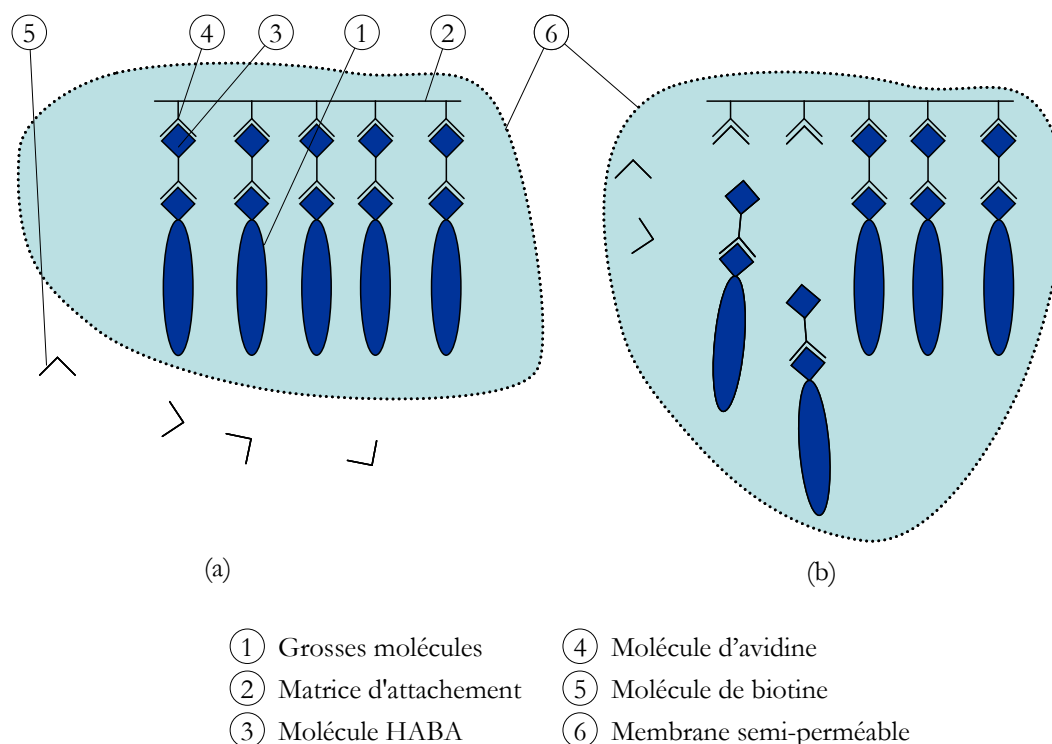 5 4 3 1 2 6
(a) (b)
1 Grosses molécules
2 Matrice d'attachement
3 Molécule HABA
4 Molécule d’avidine
5 Molécule de biotine
6 Membrane semi-perméable